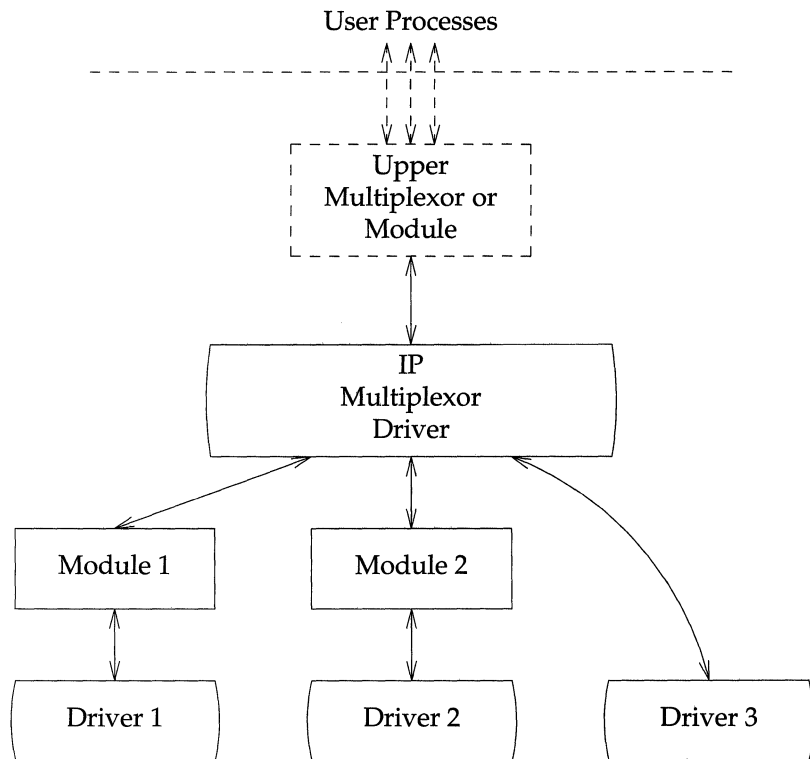 User Processes
Upper
Multiplexor or
Module
IP
Multiplexor
Driver
Module 1
Module 2
Driver 1
Driver 2
Driver 3